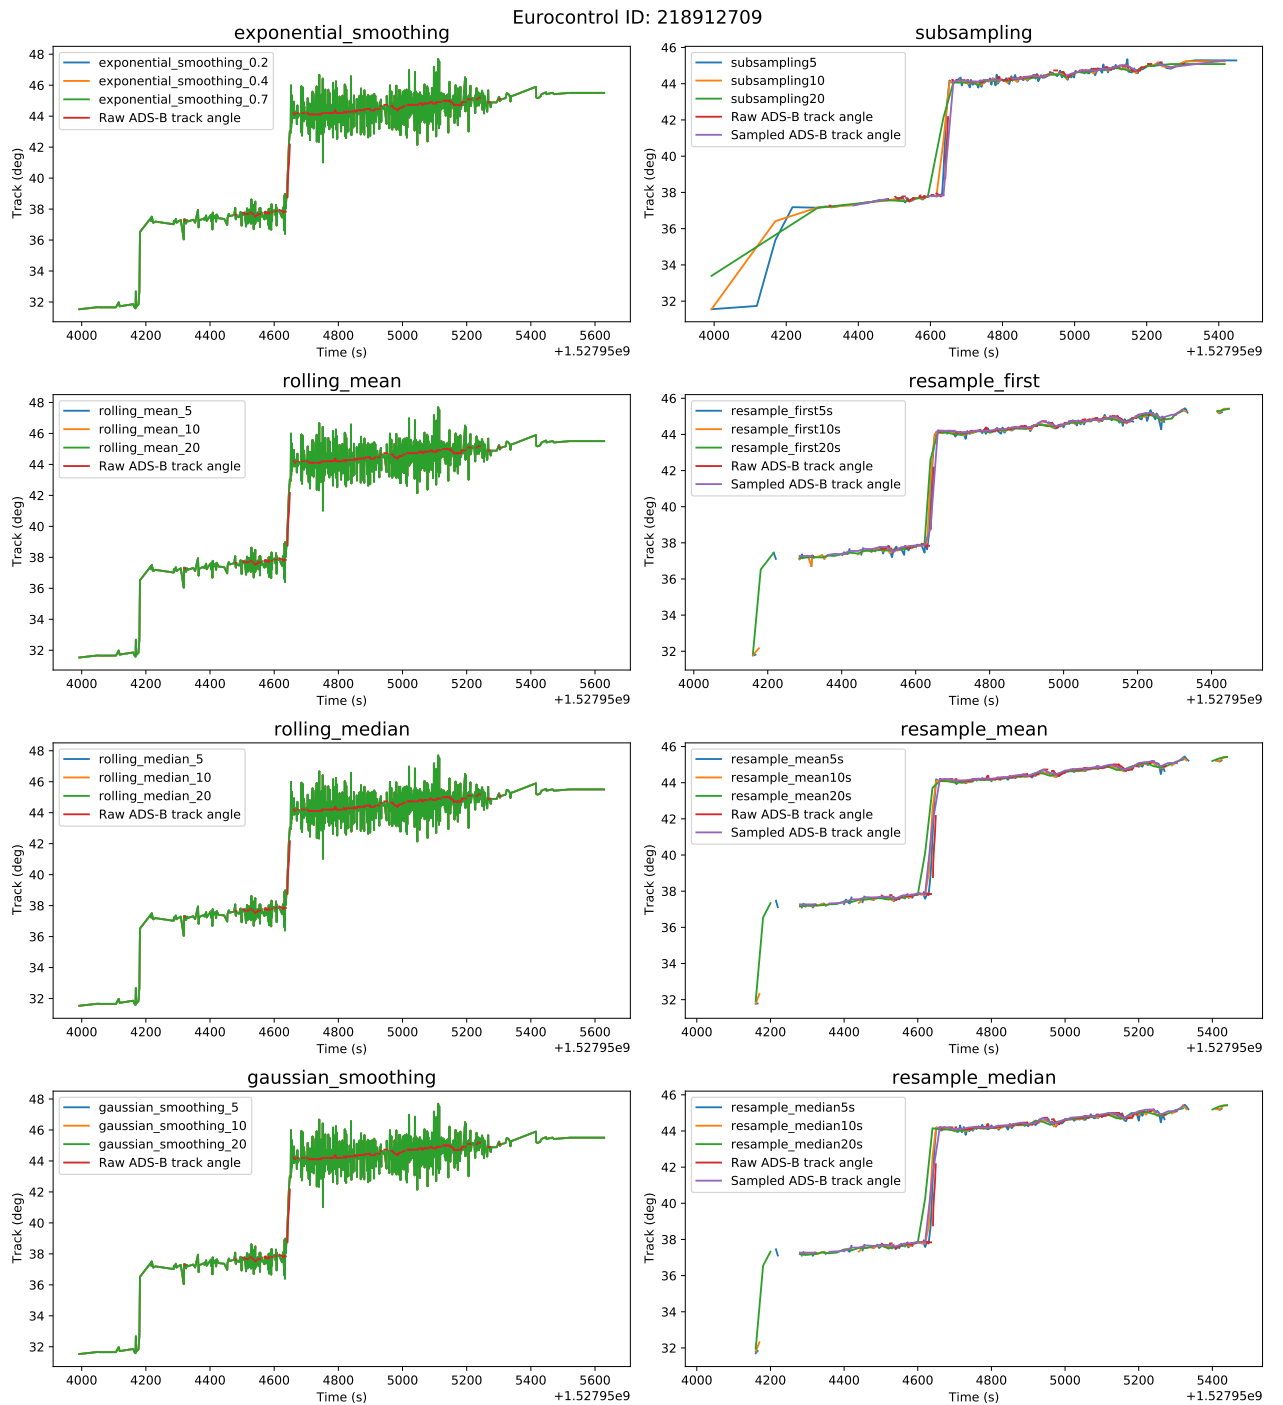 Eurocontrol ID: 218912709
exponential_smoothing
48
46
44
42
40
38
36
34
32
Track (deg)
exponential_smoothing_0.2
exponential_smoothing_0.4
exponential_smoothing_0.7
Raw ADS-B track angle
4000 4200 4400 4600 4800 5000 5200 5400 5600
Time (s)
+1.52795e9
subsampling
46
44
42
40
38
36
34
32
Track (deg)
subsampling5
subsampling10
subsampling20
Raw ADS-B track angle
Sampled ADS-B track angle
4000 4200 4400 4600 4800 5000 5200 5400
Time (s)
+1.52795e9
rolling_mean
48
46
44
42
40
38
36
34
32
Track (deg)
rolling_mean_5
rolling_mean_10
rolling_mean_20
Raw ADS-B track angle
4000 4200 4400 4600 4800 5000 5200 5400 5600
Time (s)
+1.52795e9
resample_first
46
44
42
40
38
36
34
32
Track (deg)
resample_first5s
resample_first10s
resample_first20s
Raw ADS-B track angle
Sampled ADS-B track angle
4000 4200 4400 4600 4800 5000 5200 5400
Time (s)
+1.52795e9
rolling_median
48
46
44
42
40
38
36
34
32
Track (deg)
rolling_median_5
rolling_median_10
rolling_median_20
Raw ADS-B track angle
4000 4200 4400 4600 4800 5000 5200 5400 5600
Time (s)
+1.52795e9
resample_mean
46
44
42
40
38
36
34
32
Track (deg)
resample_mean5s
resample_mean10s
resample_mean20s
Raw ADS-B track angle
Sampled ADS-B track angle
4000 4200 4400 4600 4800 5000 5200 5400
Time (s)
+1.52795e9
gaussian_smoothing
48
46
44
42
40
38
36
34
32
Track (deg)
gaussian_smoothing_5
gaussian_smoothing_10
gaussian_smoothing_20
Raw ADS-B track angle
4000 4200 4400 4600 4800 5000 5200 5400 5600
Time (s)
+1.52795e9
resample_median
46
44
42
40
38
36
34
32
Track (deg)
resample_median5s
resample_median10s
resample_median20s
Raw ADS-B track angle
Sampled ADS-B track angle
4000 4200 4400 4600 4800 5000 5200 5400
Time (s)
+1.52795e9